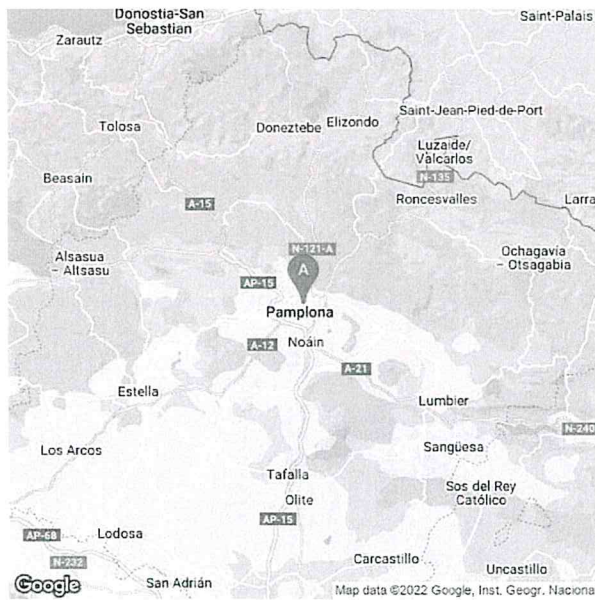 Donostia-San
Sebastian
Saint-Palais
Zarautz
Saint-Jean-Pied-de-Port
Tolosa
Doneztebe
Elizondo
Luzaide/
Valcarlos
N-135
Beasain
A-15
Roncesvalles
Larra
N-121-A
Alsasua
- Altsasu
Ochagavía
- Otsagabia
A
AP-15
Pamplona
A-12
Noáin
A-21
Estella
Lumbier
N-240
Los Arcos
Sangüesa
Tafalla
Sos del Rey
Católico
Olite
AP-15
AP-68
Lodosa
N-232
Carcastillo
Uncastillo
San Adrián
Google
Map data ©2022 Google, Inst. Geogr. Naciona